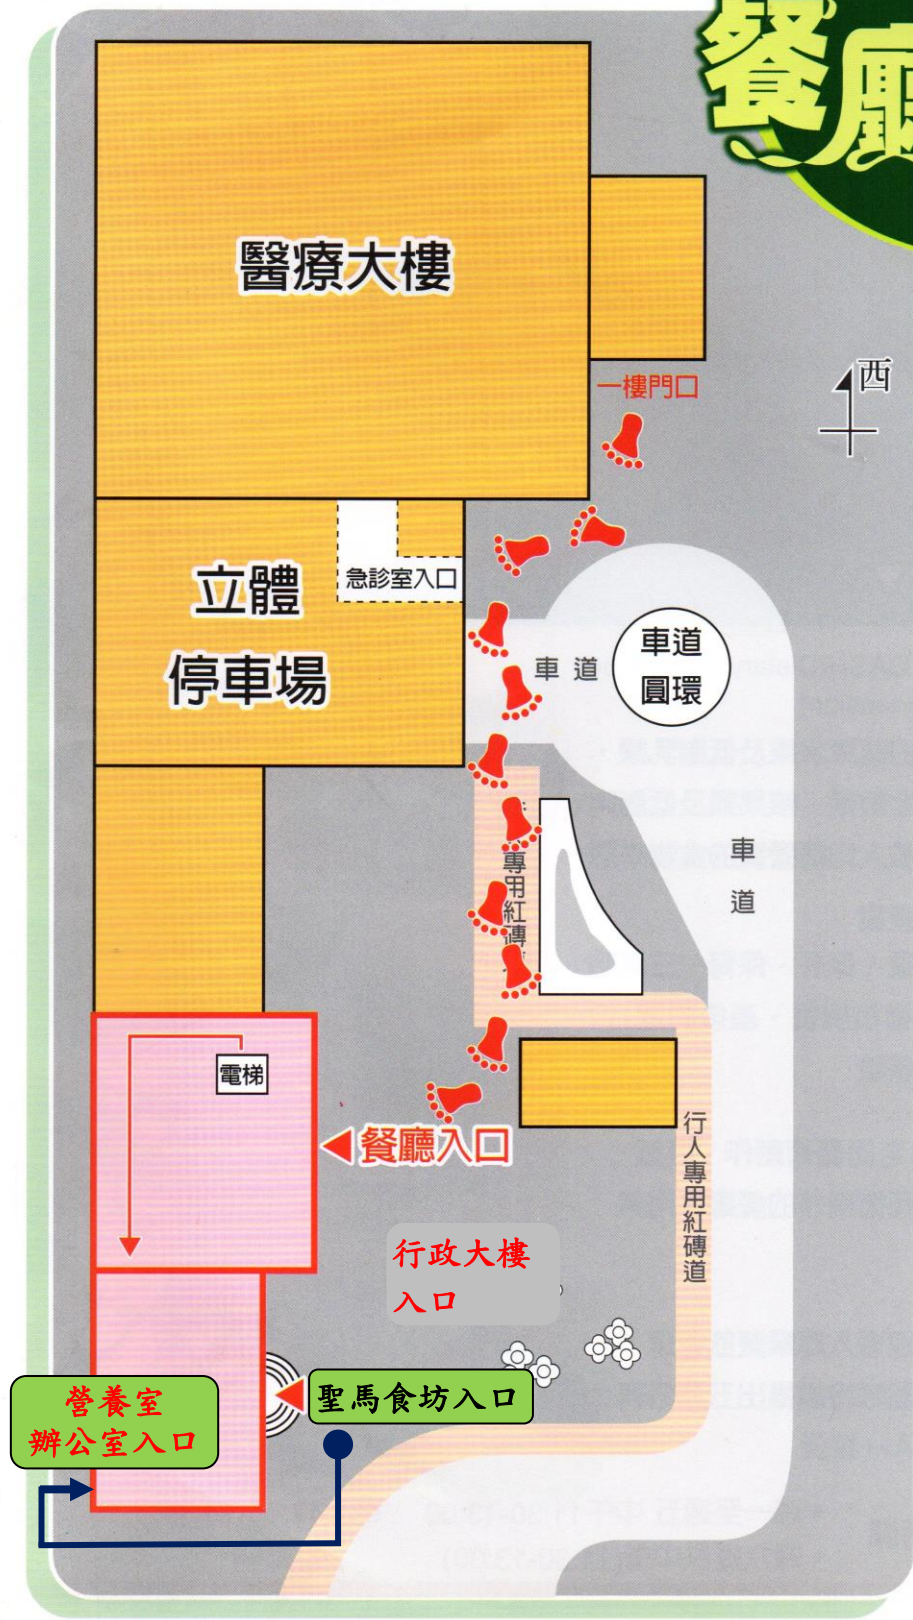 餐廳
醫療大樓
一樓門口
西
立體
停車場
急診室入口
車道
車道
圓環
車
道
專用紅磚
電梯
餐廳入口
行人專用紅磚道
行政大樓
入口
聖馬食坊入口
營養室
辦公室入口